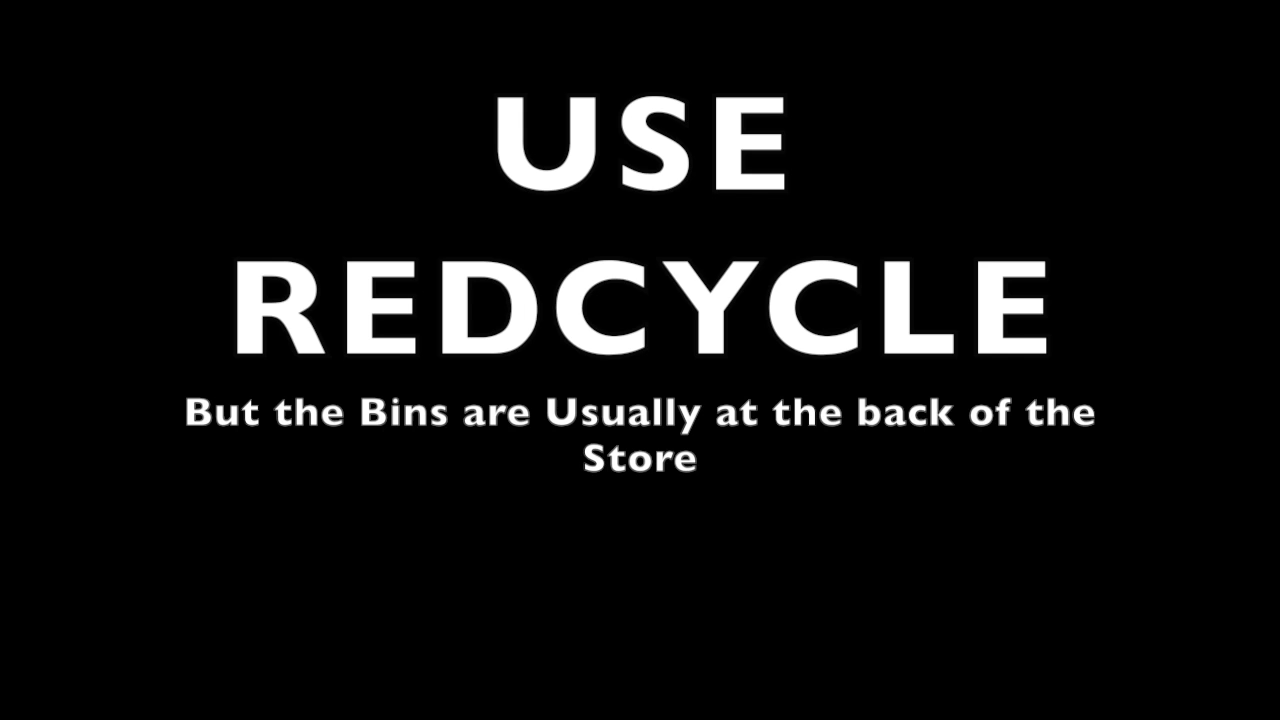 USE
REDCYCLE
But the Bins are Usually at the back of the
Store